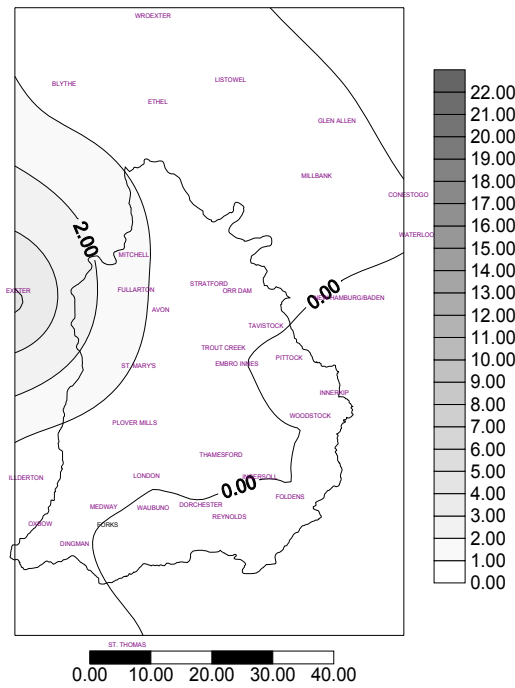 WROEXTER
BLYTHE
LISTOWEL
ETHEL
GLEN ALLEN
MILLBANK
CONESTOGO
WATERLOO
2.00
MITCHELL
EXETER
FULLARTON
STRATFORD
ORR DAM
0.00
NEW HAMBURG/BADEN
AVON
TAVISTOCK
TROUT CREEK
PITTOCK
ST. MARY'S
EMBRO INNES
INNERKIP
WOODSTOCK
PLOVER MILLS
THAMESFORD
ILLDERTON
LONDON
INGERSOLL
0.00
FOLDENS
MEDWAY
WAUBUNO
DORCHESTER
REYNOLDS
OXBOW
FORKS
DINGMAN
ST. THOMAS
0.00 10.00 20.00 30.00 40.00
22.00
21.00
20.00
19.00
18.00
17.00
16.00
15.00
14.00
13.00
12.00
11.00
10.00
9.00
8.00
7.00
6.00
5.00
4.00
3.00
2.00
1.00
0.00